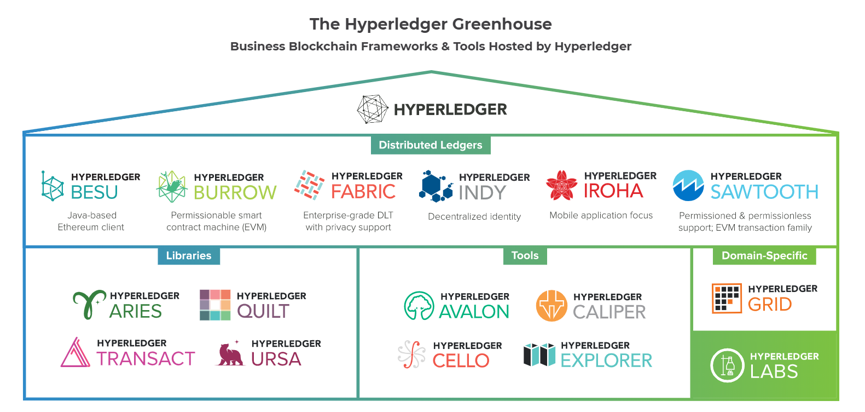 The Hyperledger Greenhouse
Business Blockchain Frameworks & Tools Hosted by Hyperledger
HYPERLEDGER
Distributed Ledgers
HYPERLEDGER
BESU
Java-based
Ethereum client
HYPERLEDGER
BURROW
Permissionable smart
contract machine (EVM)
HYPERLEDGER
FABRIC
Enterprise-grade DLT
with privacy support
HYPERLEDGER
INDY
Decentralized identity
HYPERLEDGER
IROHA
Mobile application focus
HYPERLEDGER
SAWTOOTH
Permissioned & permissionless
support; EVM transaction family
Libraries
HYPERLEDGER
ARIES
HYPERLEDGER
QUILT
HYPERLEDGER
TRANSACT
HYPERLEDGER
URSA
Tools
HYPERLEDGER
AVALON
HYPERLEDGER
CALIPER
HYPERLEDGER
CELLO
HYPERLEDGER
EXPLORER
Domain-Specific
HYPERLEDGER
GRID
HYPERLEDGER
LABS